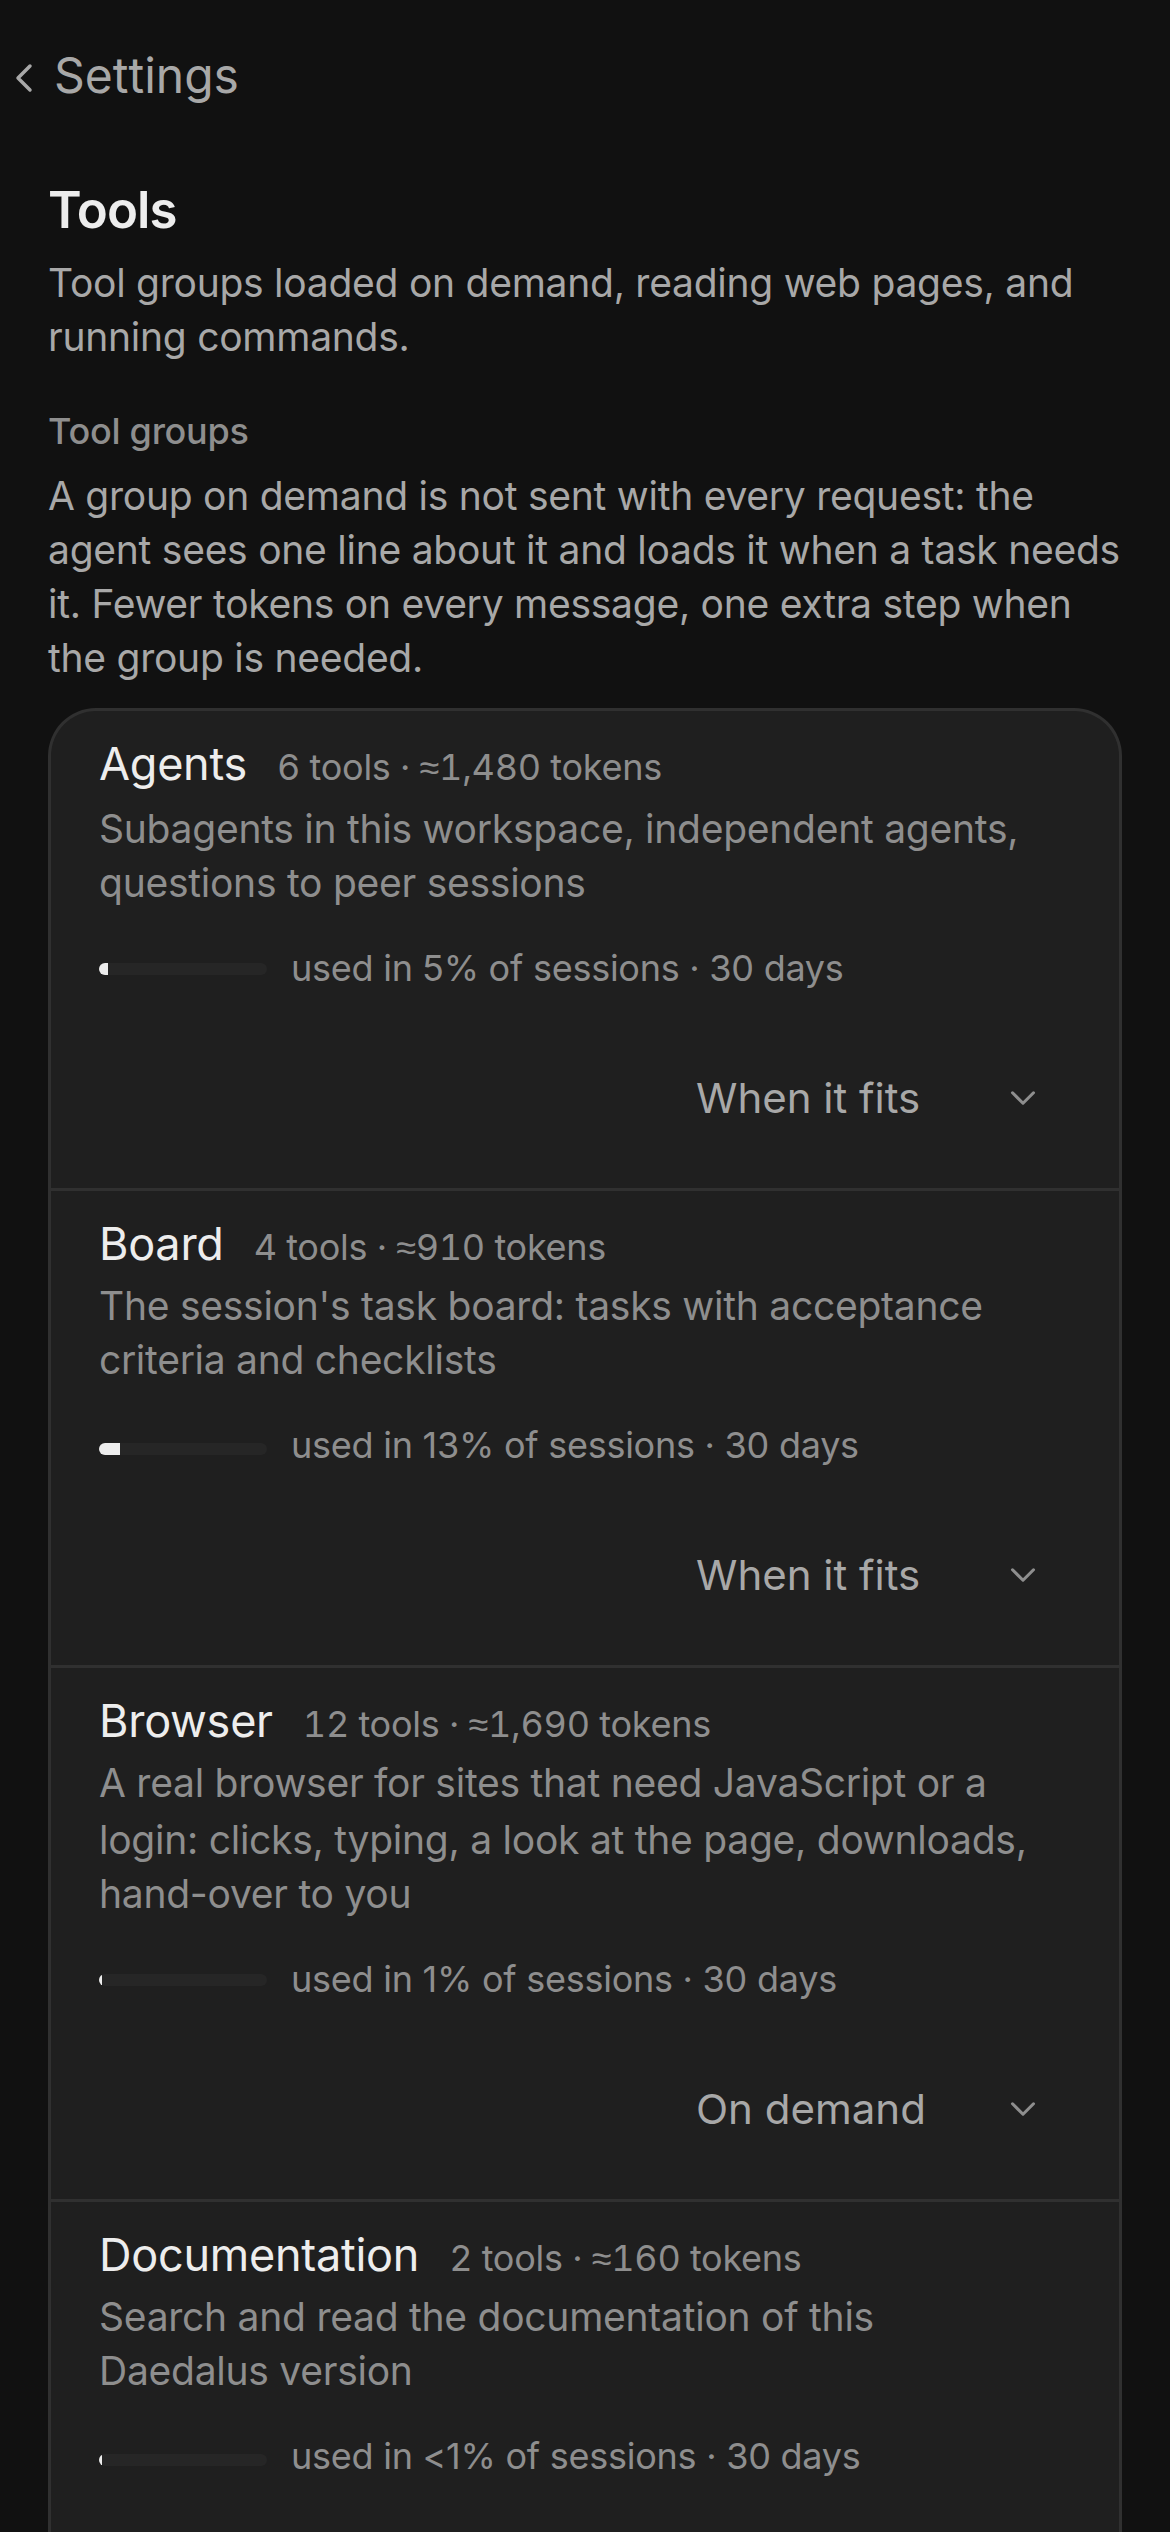 Settings
Tools
Tool groups loaded on demand, reading web pages, and
running commands.
Tool groups
A group on demand is not sent with every request: the
agent sees one line about it and loads it when a task needs
it. Fewer tokens on every message, one extra step when
the group is needed.
Agents 6 tools · ≈1,480 tokens
Subagents in this workspace, independent agents,
questions to peer sessions
used in 5% of sessions · 30 days
When it fits
Board 4 tools · ≈910 tokens
The session's task board: tasks with acceptance
criteria and checklists
used in 13% of sessions · 30 days
When it fits
Browser 12 tools · ≈1,690 tokens
A real browser for sites that need JavaScript or a
login: clicks, typing, a look at the page, downloads,
hand-over to you
used in 1% of sessions · 30 days
On demand
Documentation 2 tools · ≈160 tokens
Search and read the documentation of this
Daedalus version
used in <1% of sessions · 30 days